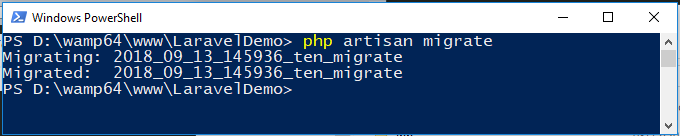 Windows PowerShell
PS D:\wamp64\www\LaravelDemo> php artisan migrate
Migrating: 2018_09_13_145936_ten_migrate
Migrated:  2018_09_13_145936_ten_migrate
PS D:\wamp64\www\LaravelDemo>